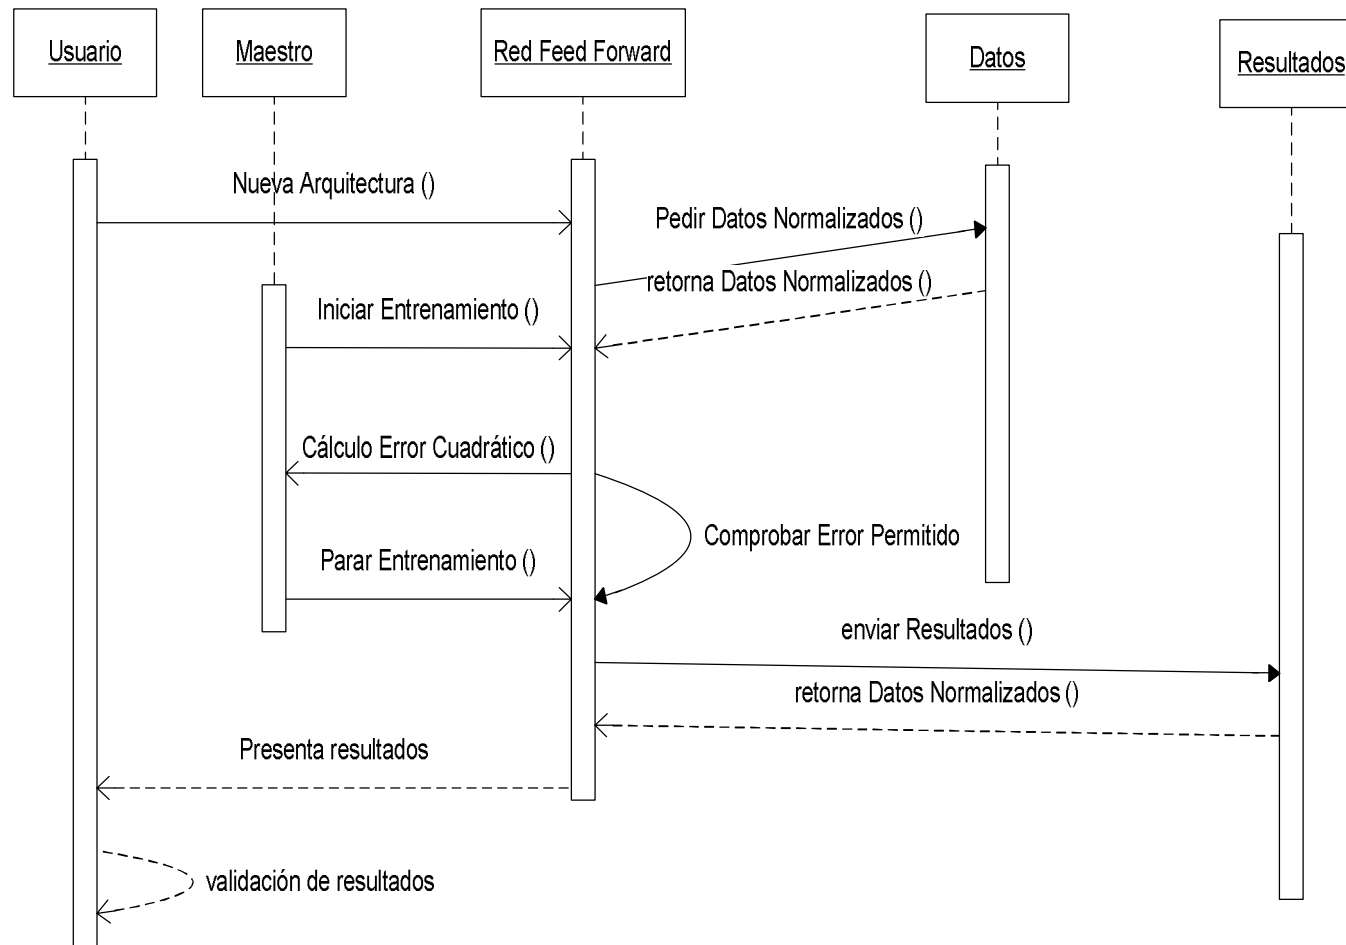 Usuario
Maestro
Red Feed Forward
Datos
Resultados
Nueva Arquitectura ()
Pedir Datos Normalizados ()
retorna Datos Normalizados ()
Iniciar Entrenamiento ()
Cálculo Error Cuadrático ()
Comprobar Error Permitido
Parar Entrenamiento ()
enviar Resultados ()
retorna Datos Normalizados ()
Presenta resultados
validación de resultados